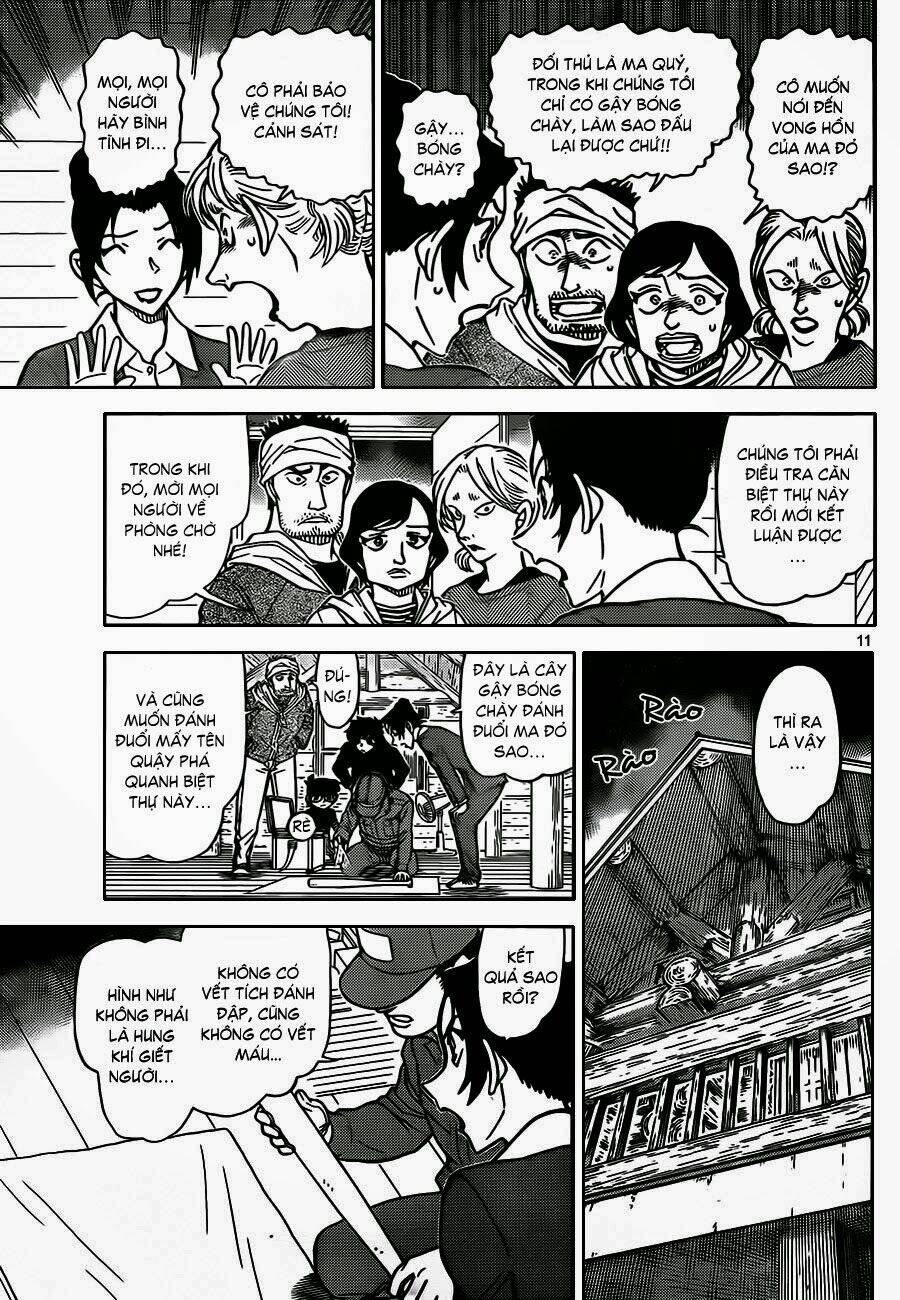 CÔ MUỐN
NÓI ĐẾN
VONG HỒN
CỦA MA ĐÓ
SAO!?
ĐỐI THỦ LÀ MA QUỶ,
TRONG KHI CHÚNG TÔI
CHỈ CÓ GẬY BÓNG
CHÀY, LÀM SAO ĐẤU
LẠI ĐƯỢC CHỨ!!
GẬY...
BÓNG
CHÀY?
CÔ PHẢI BẢO
VỆ CHÚNG TÔI!
CẢNH SÁT!
MỌI, MỌI
NGƯỜI
HÃY BÌNH
TĨNH ĐI...
CHÚNG TÔI PHẢI
ĐIỀU TRA CĂN
BIỆT THỰ NÀY
RỒI MỚI KẾT
LUẬN ĐƯỢC
...
TRONG KHI
ĐÓ, MỜI MỌI
NGƯỜI VỀ
PHÒNG CHỜ
NHÉ!
11
THÌ RA
LÀ VẬY
...
Rào
Rào
ĐÂY LÀ CÂY
GẬY BÓNG
CHÀY ĐÁNH
ĐUỔI MA ĐÓ
SAO...
ĐÚ-
NG!
VÀ CŨNG
MUỐN ĐÁNH
ĐUỔI MẤY TÊN
QUẬY PHÁ
QUANH BIỆT
THỰ NÀY...
RÊ
KẾT
QUẢ SAO
RỒI?
KHÔNG CÓ
VẾT TÍCH ĐÁNH
ĐẬP, CŨNG
KHÔNG CÓ VẾT
MÁU...
HÌNH NHƯ
KHÔNG PHẢI
LÀ HUNG
KHÍ GIẾT
NGƯỜI...